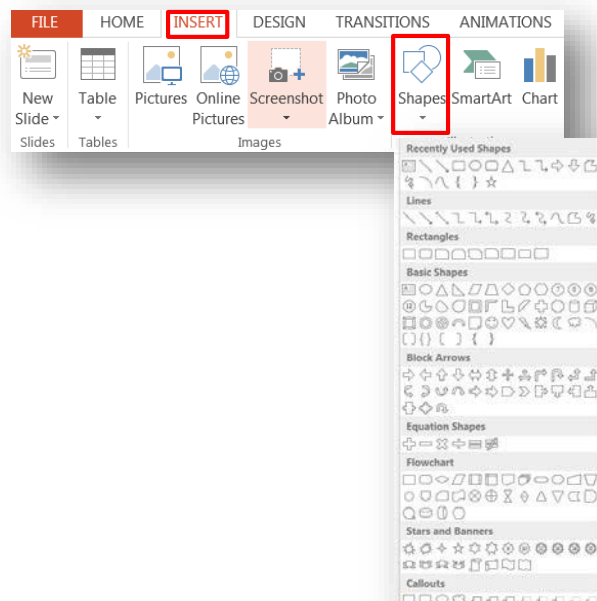 FILE HOME INSERT DESIGN TRANSITIONS ANIMATIONS
New Table Pictures Online Screenshot Photo Shapes SmartArt Chart
Slide Pictures Album
Slides Tables Images
Recently Used Shapes
Lines
Rectangles
Basic Shapes
Block Arrows
Equation Shapes
Flowchart
Stars and Banners
Callouts